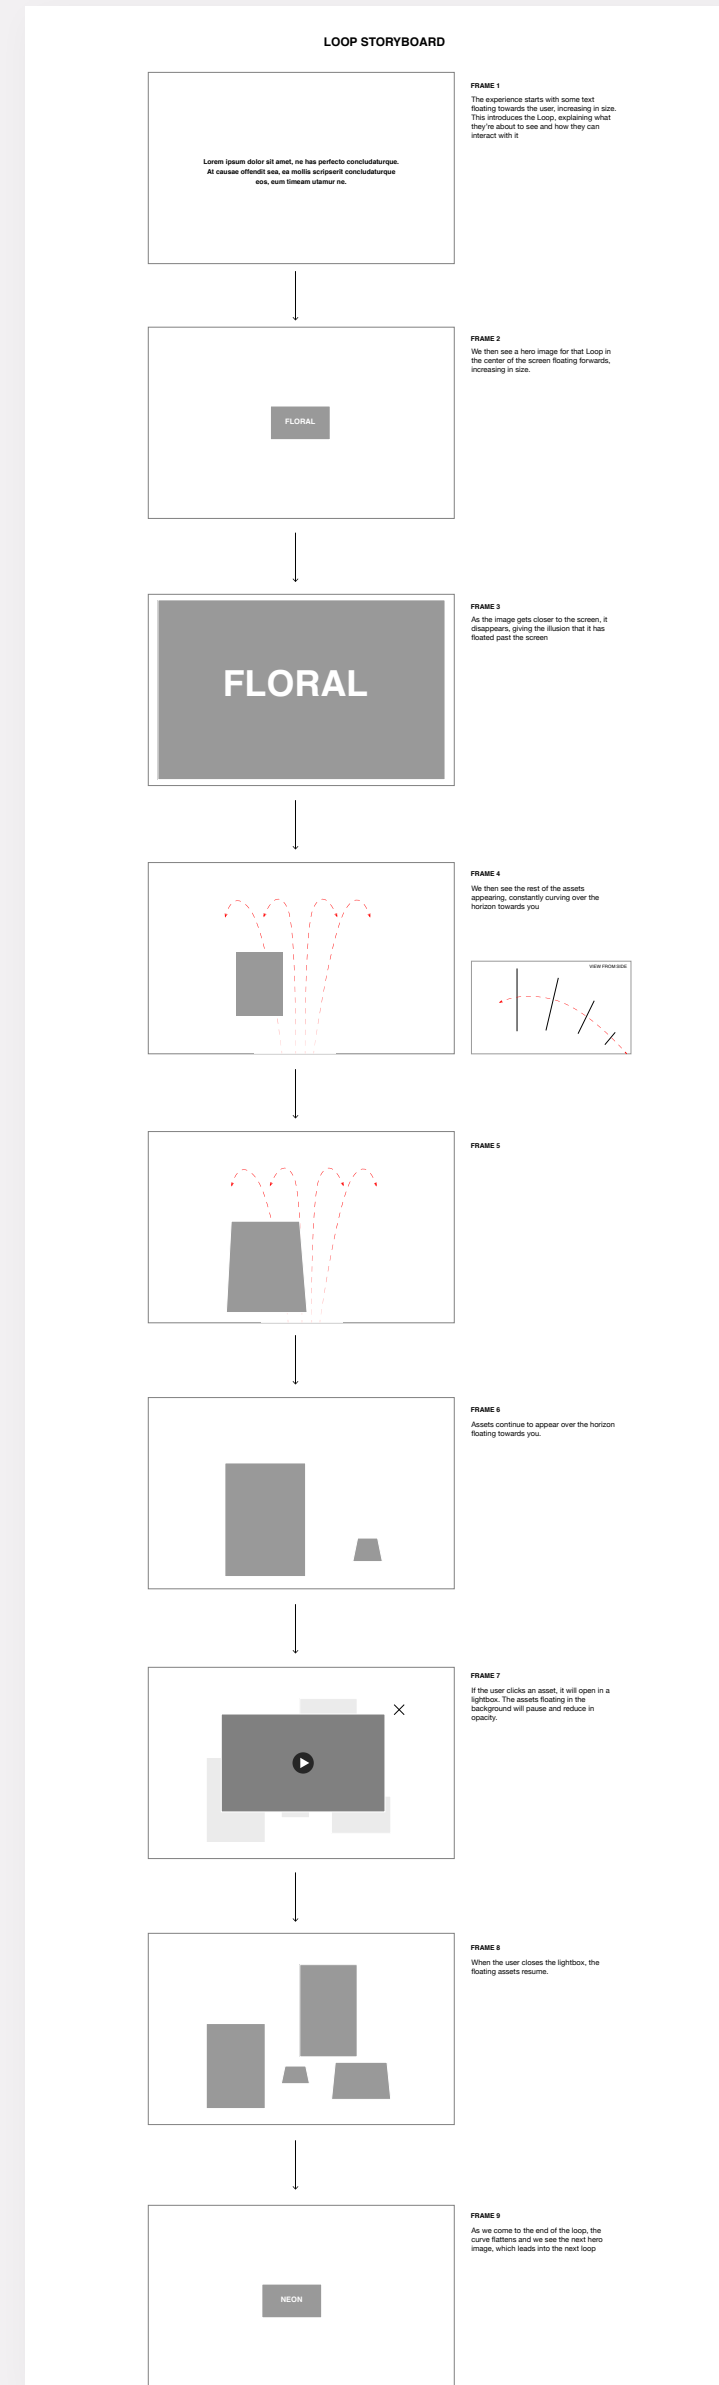 LOOP STORYBOARD
Lorem ipsum dolor sit amet, ne has perfecto concludaturque.
At causae offendit sea, ea mollis scripserit concludaturque
eos, eum timeam utamur ne.
FRAME 1
The experience starts with some text
floating towards the user, increasing in size.
This introduces the Loop, explaining what
they're about to see and how they can
interact with it
FLORAL
FRAME 2
We then see a hero image for that Loop in
the center of the screen floating forwards,
increasing in size.
FLORAL
FRAME 3
As the image gets closer to the screen, it
disappears, giving the illusion that it has
floated past the screen
FRAME 4
We then see the rest of the assets
appearing, constantly curving over the
horizon towards you
VIEW FROM SIDE
FRAME 5
FRAME 6
Assets continue to appear over the horizon
floating towards you.
FRAME 7
If the user clicks an asset, it will open in a
lightbox. The assets floating in the
background will pause and reduce in
opacity.
FRAME 8
When the user closes the lightbox, the
floating assets resume.
NEON
FRAME 9
As we come to the end of the loop, the
curve flattens and we see the next hero
image, which leads into the next loop